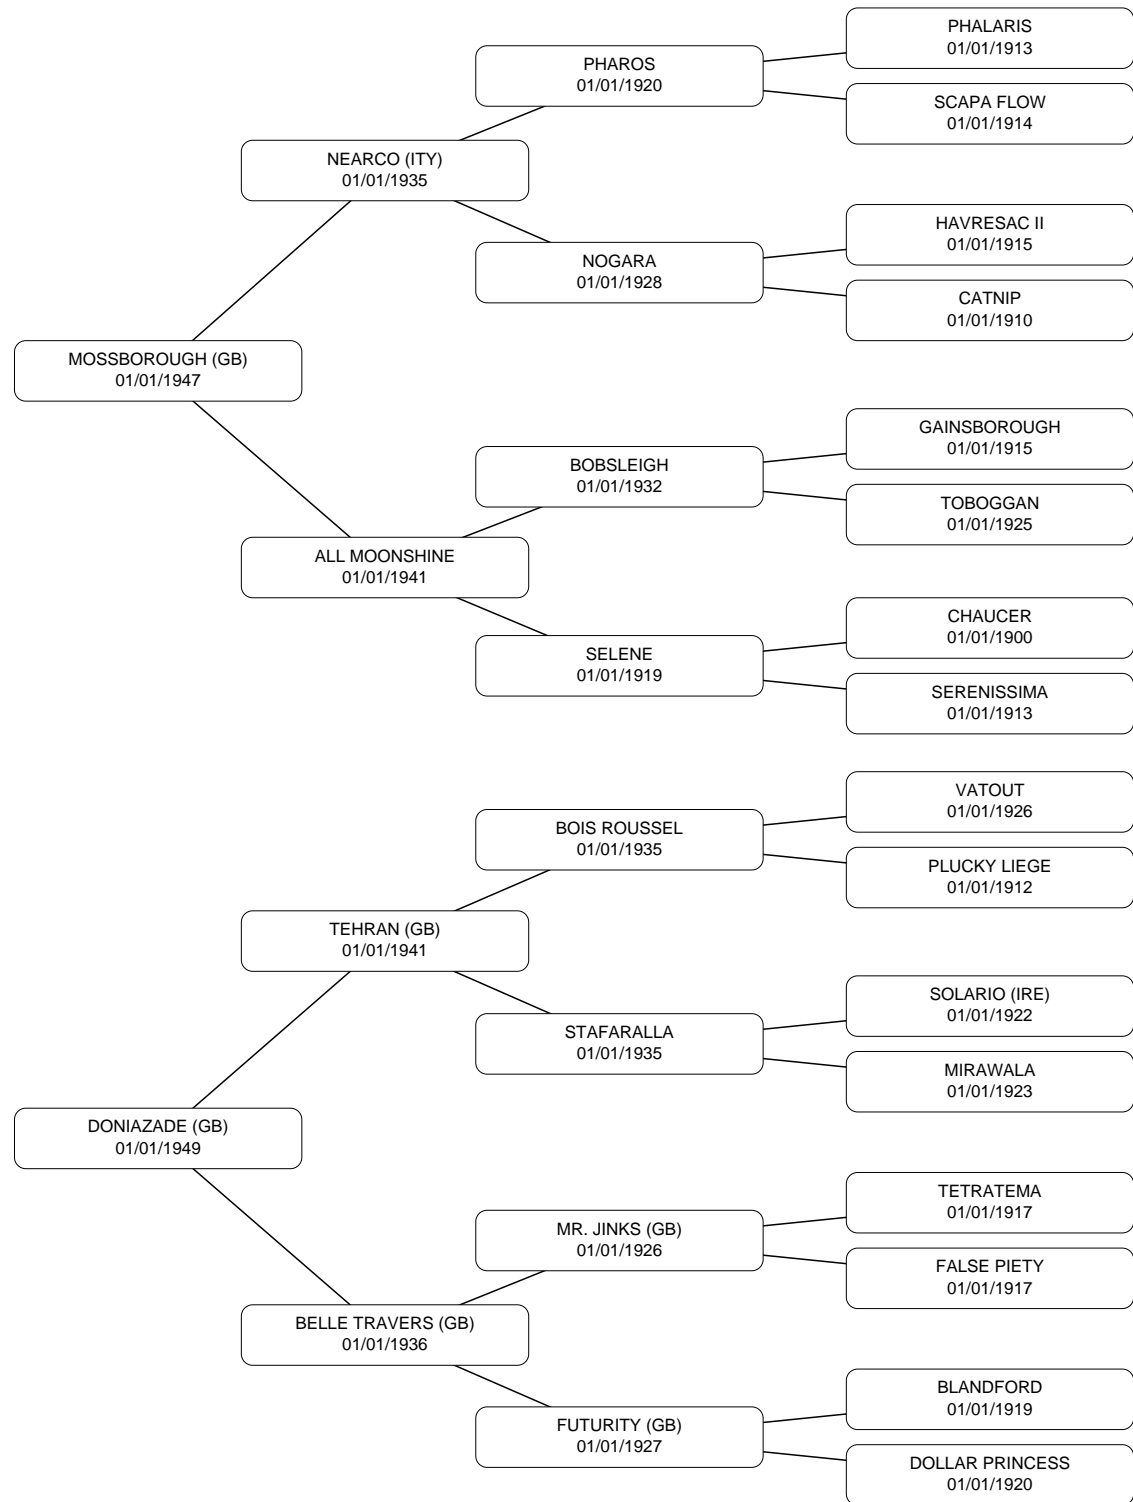 PHALARIS
01/01/1913
PHAROS
01/01/1920
SCAPA FLOW
01/01/1914
NEARCO (ITY)
01/01/1935
HAVRESAC II
01/01/1915
NOGARA
01/01/1928
CATNIP
01/01/1910
MOSSBOROUGH (GB)
01/01/1947
GAINSBOROUGH
01/01/1915
BOBSLEIGH
01/01/1932
TOBOGGAN
01/01/1925
ALL MOONSHINE
01/01/1941
CHAUCER
01/01/1900
SELENE
01/01/1919
SERENISSIMA
01/01/1913
VATOUT
01/01/1926
BOIS ROUSSEL
01/01/1935
PLUCKY LIEGE
01/01/1912
TEHRAN (GB)
01/01/1941
SOLARIO (IRE)
01/01/1922
STAFARALLA
01/01/1935
MIRAWALA
01/01/1923
DONIAZADE (GB)
01/01/1949
TETRATEMA
01/01/1917
MR. JINKS (GB)
01/01/1926
FALSE PIETY
01/01/1917
BELLE TRAVERS (GB)
01/01/1936
BLANDFORD
01/01/1919
FUTURITY (GB)
01/01/1927
DOLLAR PRINCESS
01/01/1920